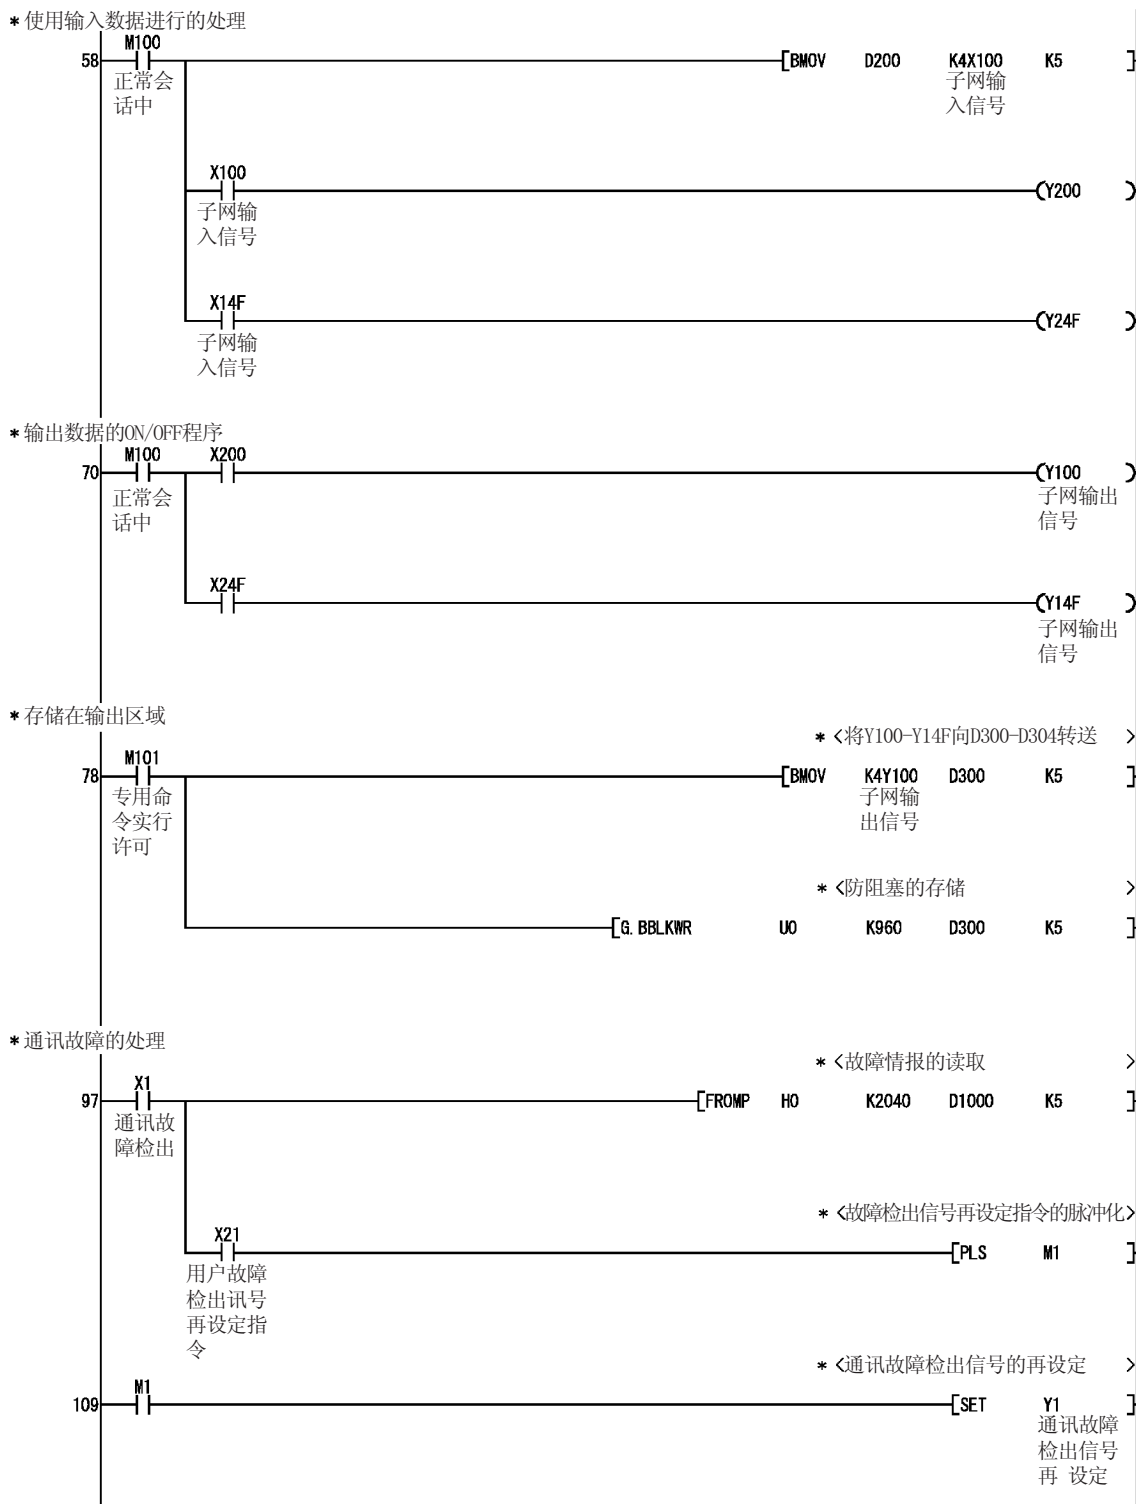 * 使用输入数据进行的处理
M100
58 [BMOV D200 K4X100 K5 ]
正常会
话中
子网输
入信号
X100
(Y200 )
子网输
入信号
X14F
(Y24F )
子网输
入信号
* 输出数据的ON/OFF程序
M100 X200
70 (Y100 )
正常会
话中
子网输出
信号
X24F
(Y14F )
子网输出
信号
* 存储在输出区域
* <将Y100-Y14F向D300-D304转送 >
M101
78 [BMOV K4Y100 D300 K5 ]
专用命
令实行
许可
子网输
出信号
* <防阻塞的存储 >
[G. BBLKWR U0 K960 D300 K5 ]
* 通讯故障的处理
* <故障情报的读取 >
X1
97 [FROMP H0 K2040 D1000 K5 ]
通讯故
障检出
* <故障检出信号再设定指令的脉冲化>
X21
[PLS M1 ]
用户故障
检出讯号
再设定指
令
* <通讯故障检出信号的再设定 >
M1
109 [SET Y1 ]
通讯故障
检出信号
再 设定